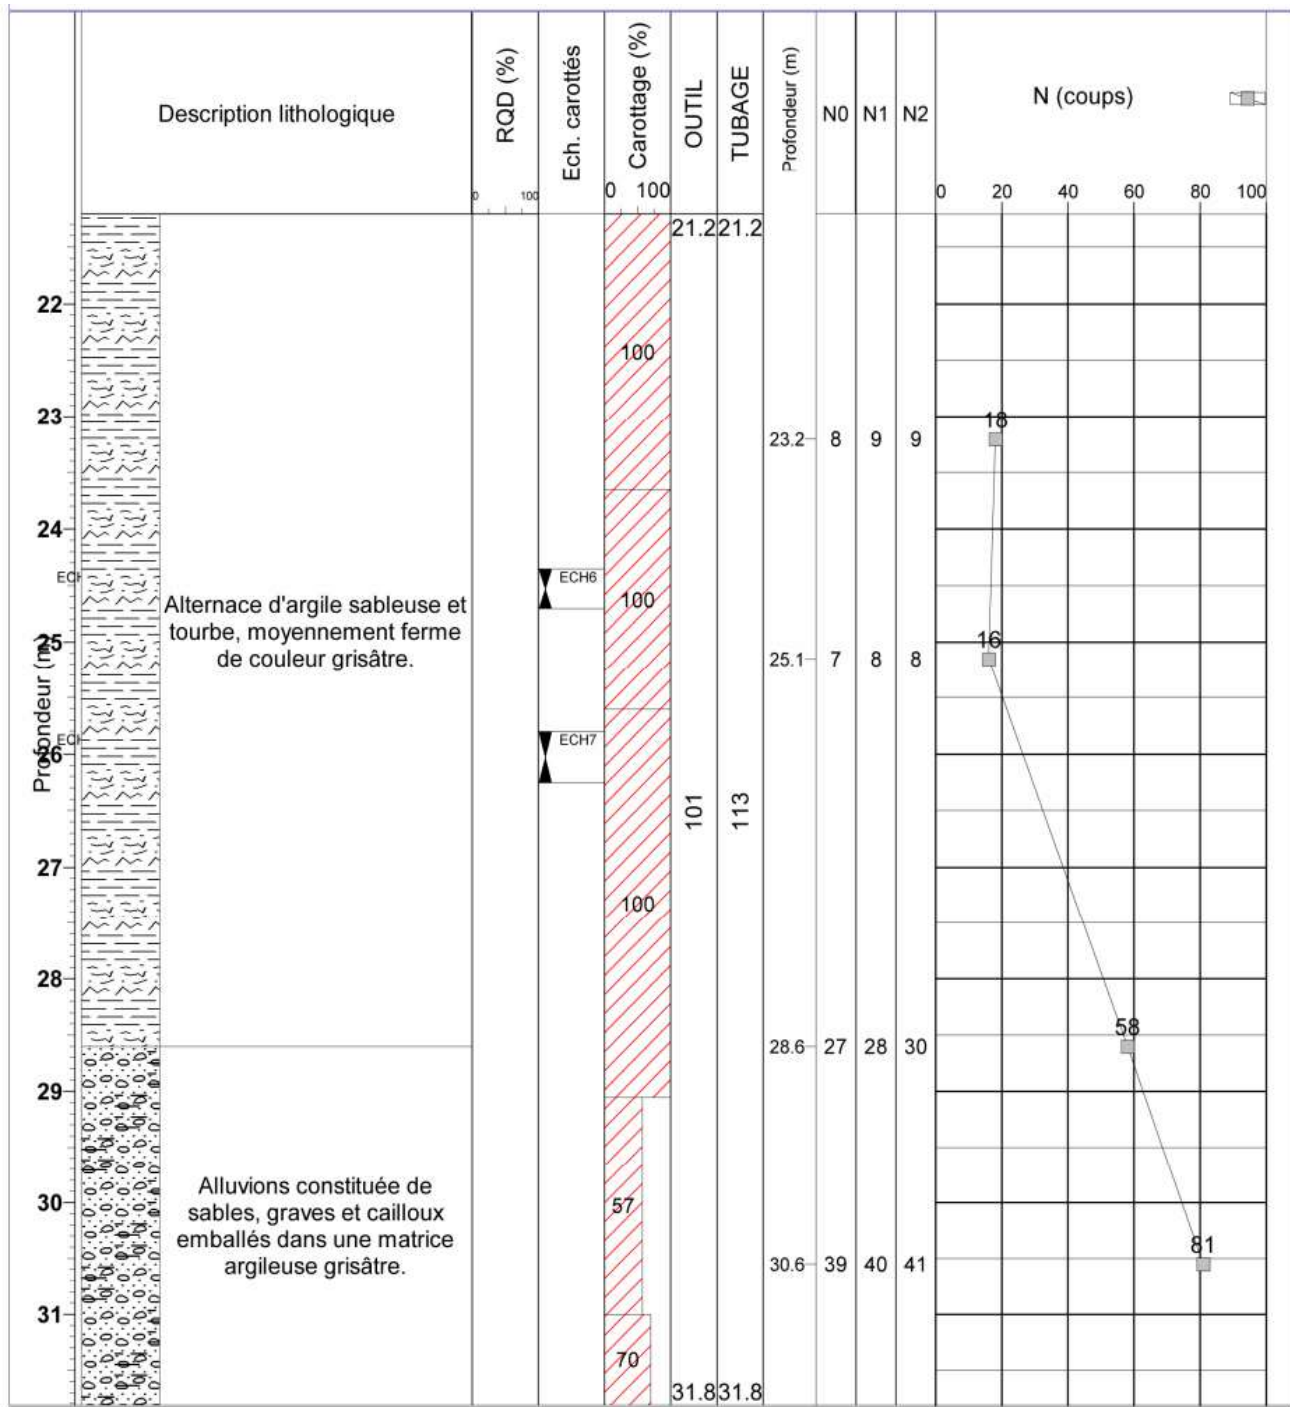 Description lithologique
RQD (%)
0 100
Ech. carottés
Carottage (%)
0 100
OUTIL
TUBAGE
Profondeur (m)
N0
N1
N2
N (coups)
0 20 40 60 80 100
21.2 21.2
22
100
23
18
23.2 8 9 9
24
ECH6
100
Alternace d'argile sableuse et
tourbe, moyennement ferme
de couleur grisâtre.
25
16
25.1 7 8 8
Profondeur (m)
ECH7
26
101
113
27
100
28
58
28.6 27 28 30
29
Alluvions constituée de
sables, graves et cailloux
emballés dans une matrice
argileuse grisâtre.
30
57
81
30.6 39 40 41
31
70
31.8 31.8